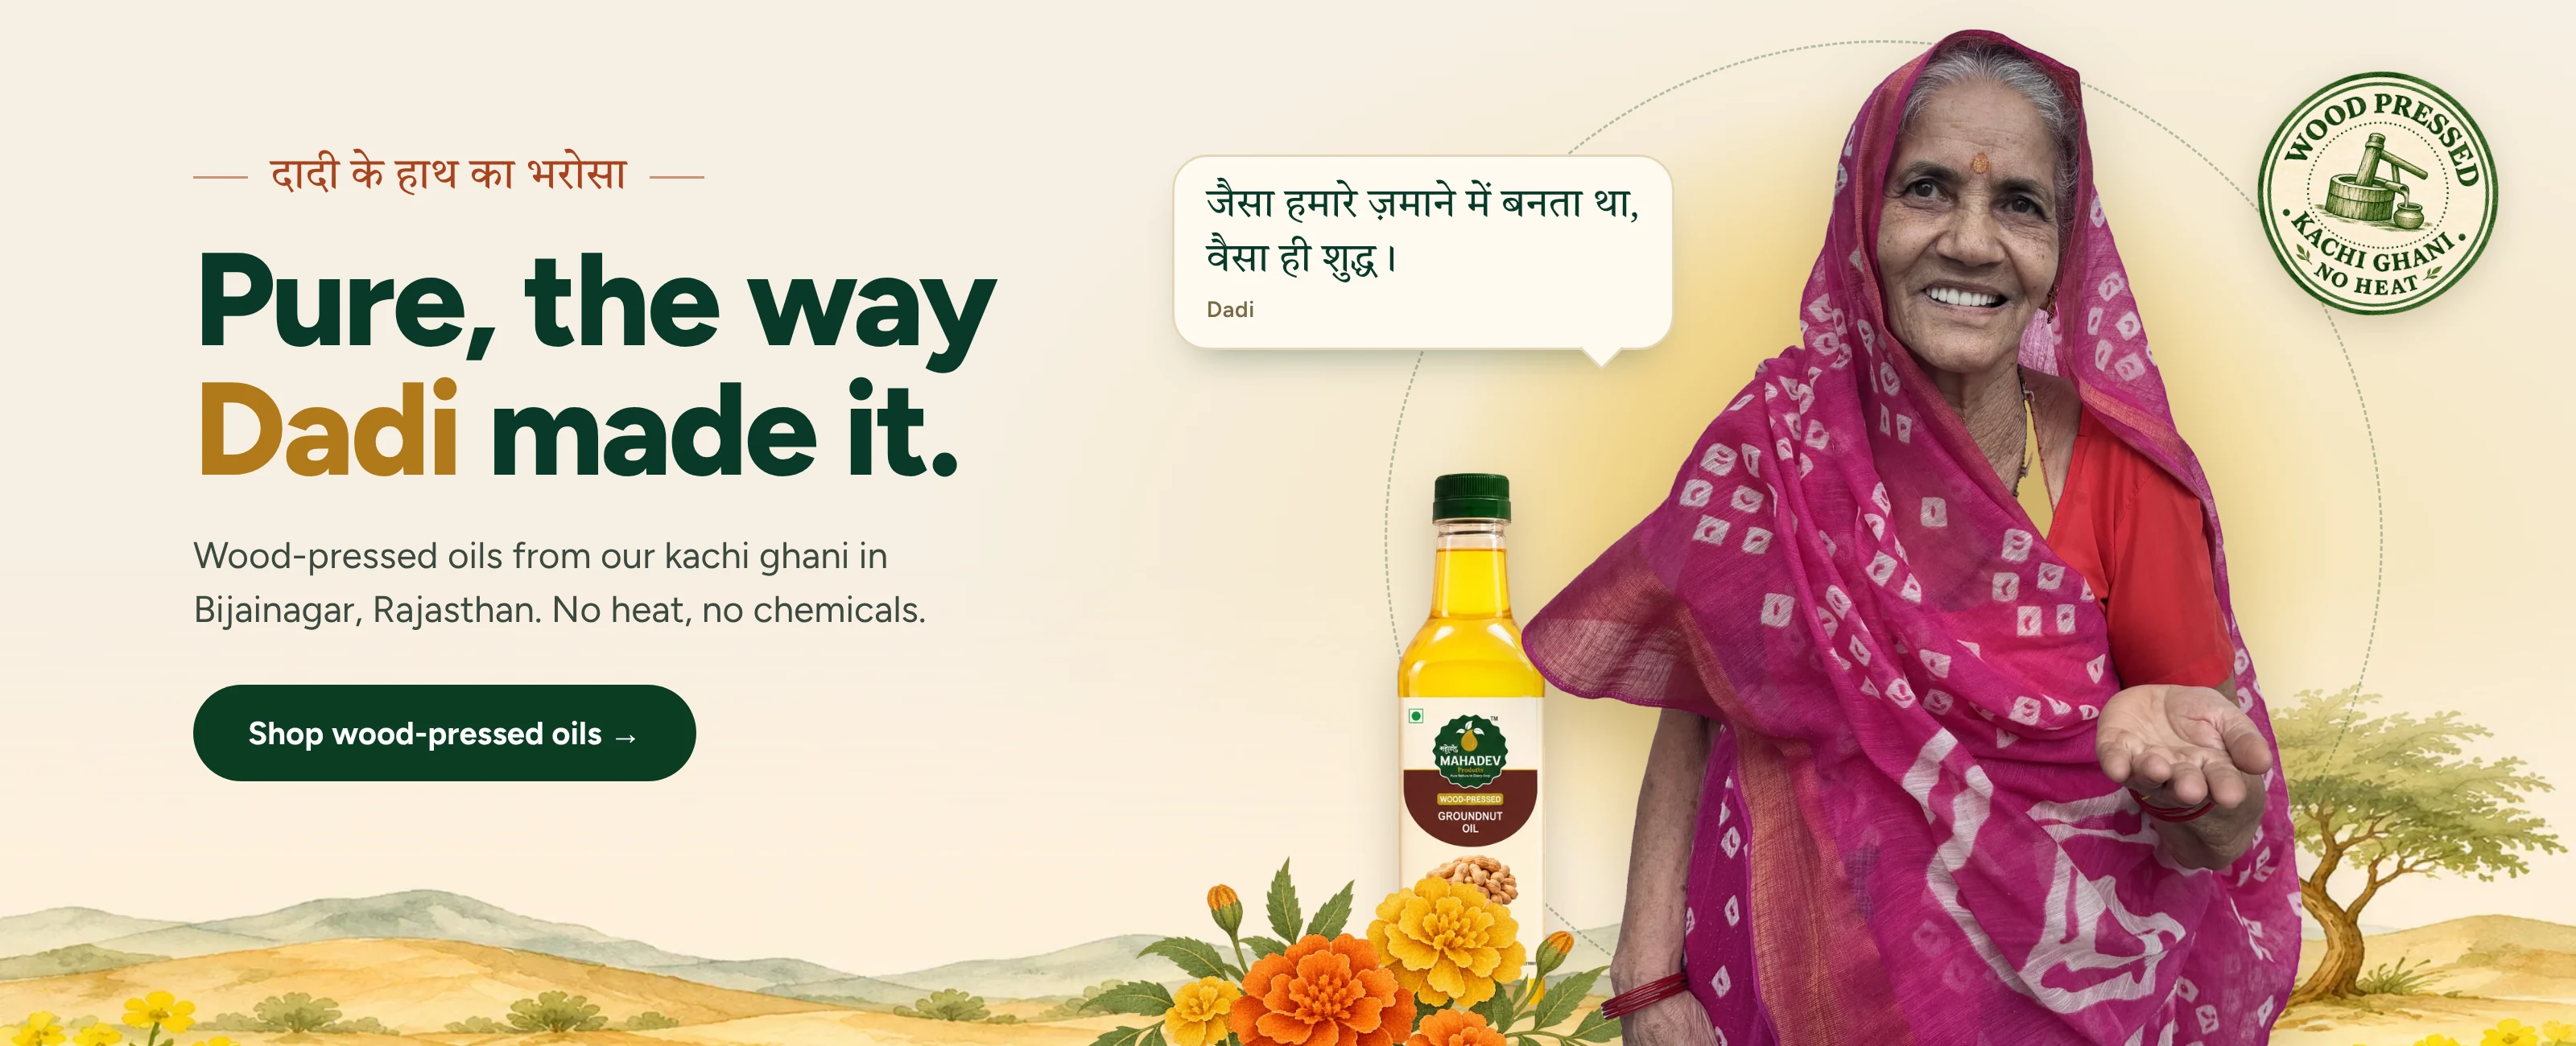 दादी के हाथ का भरोसा
Pure, the way
Dadi made it.
Wood-pressed oils from our kachi ghani in
Bijainagar, Rajasthan. No heat, no chemicals.
Shop wood-pressed oils →
जैसा हमारे ज़माने में बनता था,
वैसा ही शुद्ध।
Dadi
WOOD PRESSED
• KACHI GHANI •
NO HEAT
TM
MAHADEV
Products
WOOD-PRESSED
GROUNDNUT
OIL